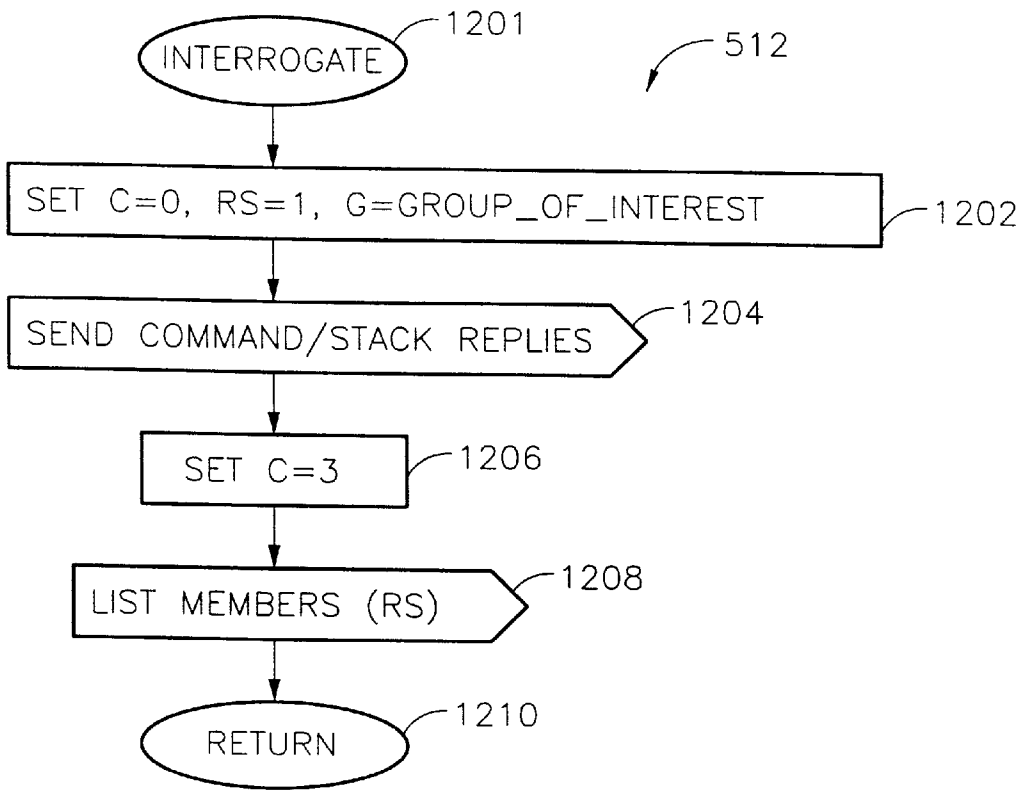 1201
INTERROGATE
512
SET C=0, RS=1, G=GROUP_OF_INTEREST
1202
SEND COMMAND/STACK REPLIES
1204
SET C=3
1206
LIST MEMBERS (RS)
1208
RETURN
1210